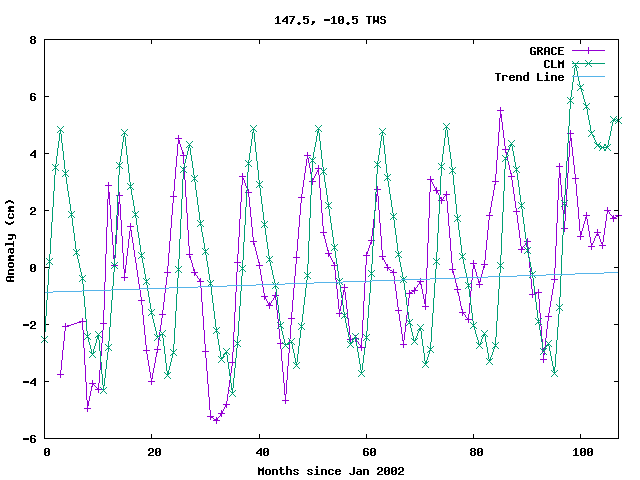 147.5, -10.5 TWS
GRACE
CLM
Trend Line
8
6
4
2
0
-2
-4
-6
Anomaly (cm)
0 20 40 60 80 100
Months since Jan 2002